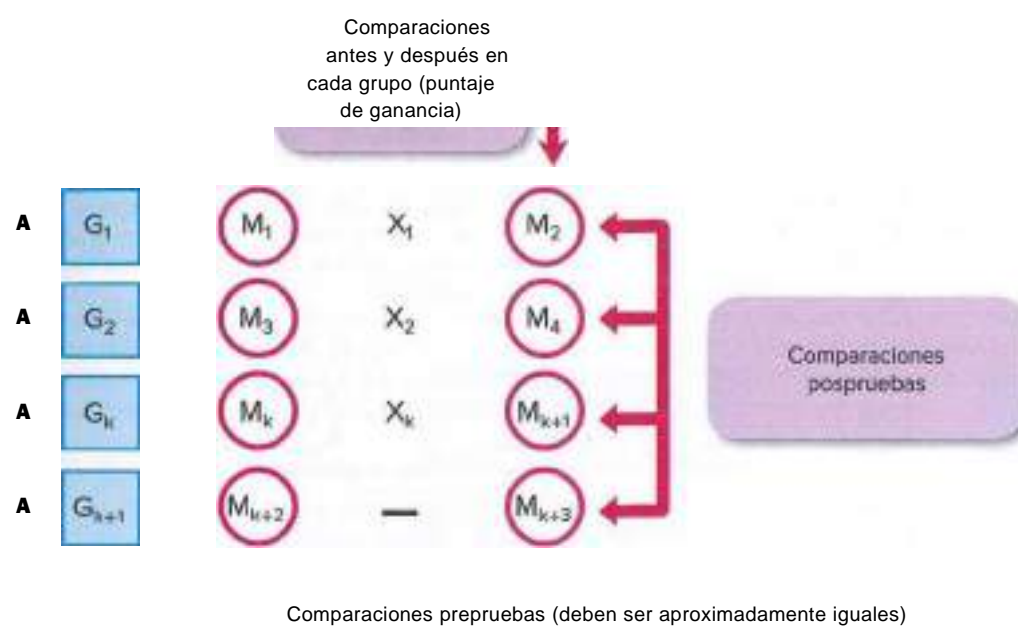 Comparaciones
antes y después en
cada grupo (puntaje
de ganancia)
A G₁ M₁ X₁ M₂
A G₂ M₃ X₂ M₄
A Gₖ Mₖ Xₖ Mₖ₊₁
A Gₖ₊₁ Mₖ₊₂ — Mₖ₊₃
Comparaciones
pospruebas
Comparaciones prepruebas (deben ser aproximadamente iguales)